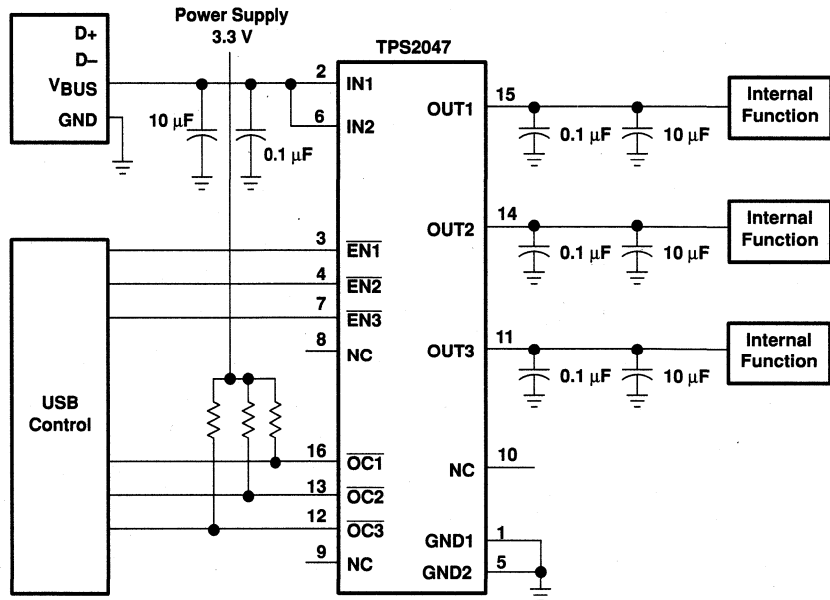 Power Supply
3.3 V
D+
D–
VBUS
GND
10 μF
0.1 μF
TPS2047
2
IN1
6
IN2
3
EN1
4
EN2
7
EN3
8
NC
USB
Control
16
OC1
13
OC2
12
OC3
9
NC
OUT1
15
0.1 μF
10 μF
Internal
Function
OUT2
14
0.1 μF
10 μF
Internal
Function
OUT3
11
0.1 μF
10 μF
Internal
Function
NC
10
GND1
1
GND2
5